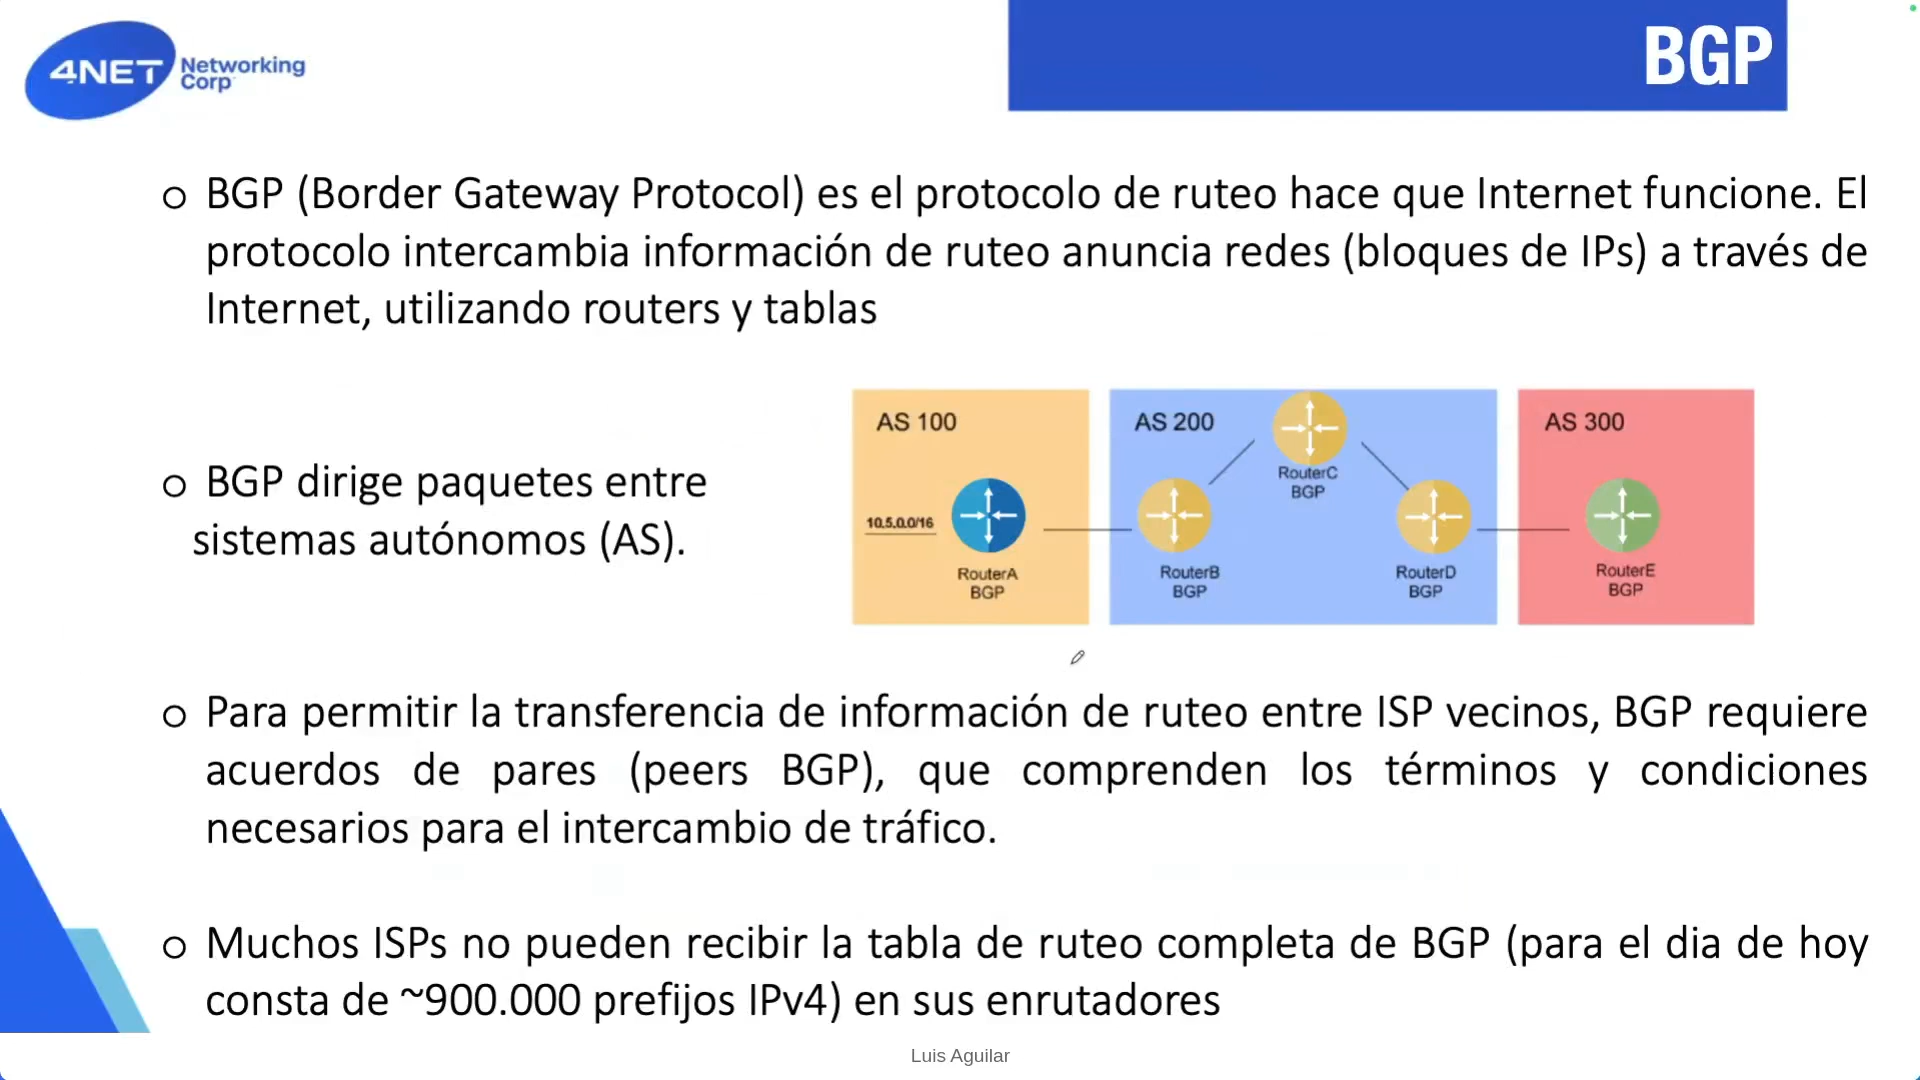 4NET Networking
Corp
BGP
o BGP (Border Gateway Protocol) es el protocolo de ruteo hace que Internet funcione. El
protocolo intercambia información de ruteo anuncia redes (bloques de IPs) a través de
Internet, utilizando routers y tablas
AS 100
AS 200
AS 300
RouterC
BGP
10.5.0.0/16
RouterA
BGP
RouterB
BGP
RouterD
BGP
RouterE
BGP
o BGP dirige paquetes entre
sistemas autónomos (AS).
o Para permitir la transferencia de información de ruteo entre ISP vecinos, BGP requiere
acuerdos de pares (peers BGP), que comprenden los términos y condiciones
necesarios para el intercambio de tráfico.
o Muchos ISPs no pueden recibir la tabla de ruteo completa de BGP (para el dia de hoy
consta de ~900.000 prefijos IPv4) en sus enrutadores
Luis Aguilar